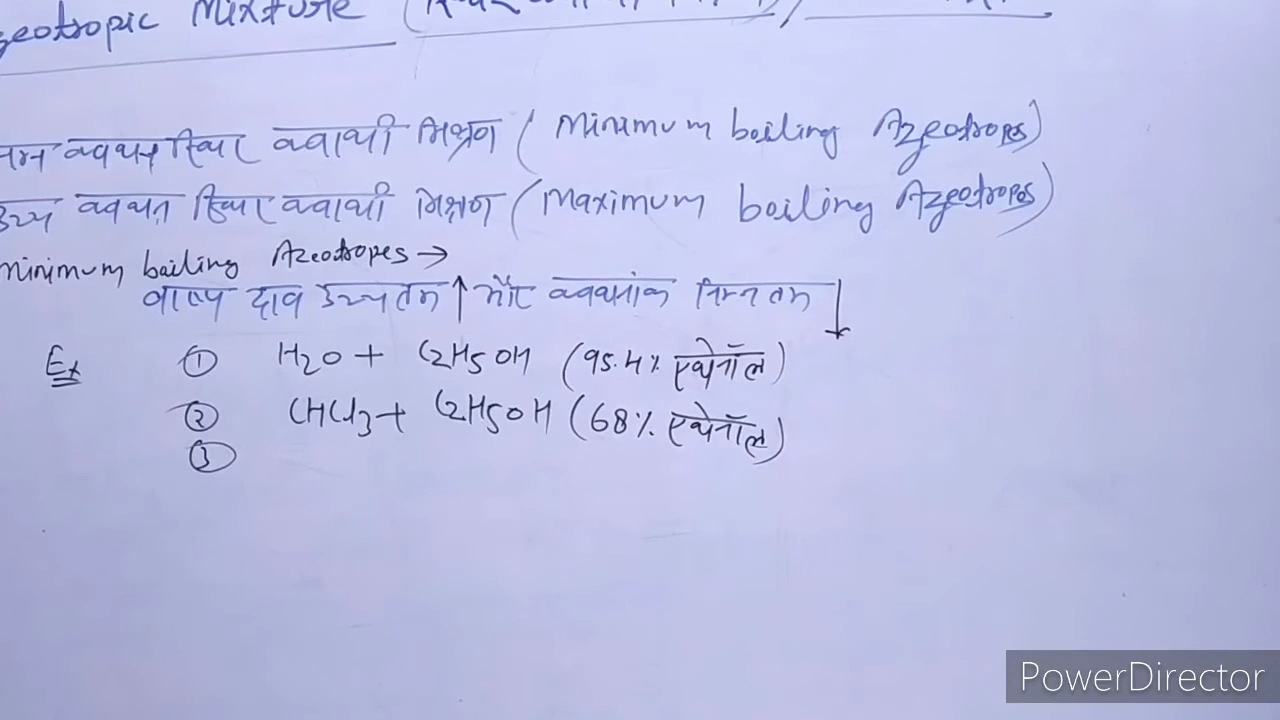 zeotropic Mixture
क्वथन स्थिर क्वाथी मिश्रण (Minimum boiling Azeotropes)
उच्च क्वथन स्थिर क्वाथी मिश्रण (Maximum boiling Azeotropes)
Minimum boiling Azeotropes →
वाष्प दाब उच्चतम ↑ और क्वथनांक निम्नतम ↓
Ex ① H2O + C2H5OH (95.4% एथेनॉल)
② CHCl3 + C2H5OH (68% एथेनॉल)
③
PowerDirector